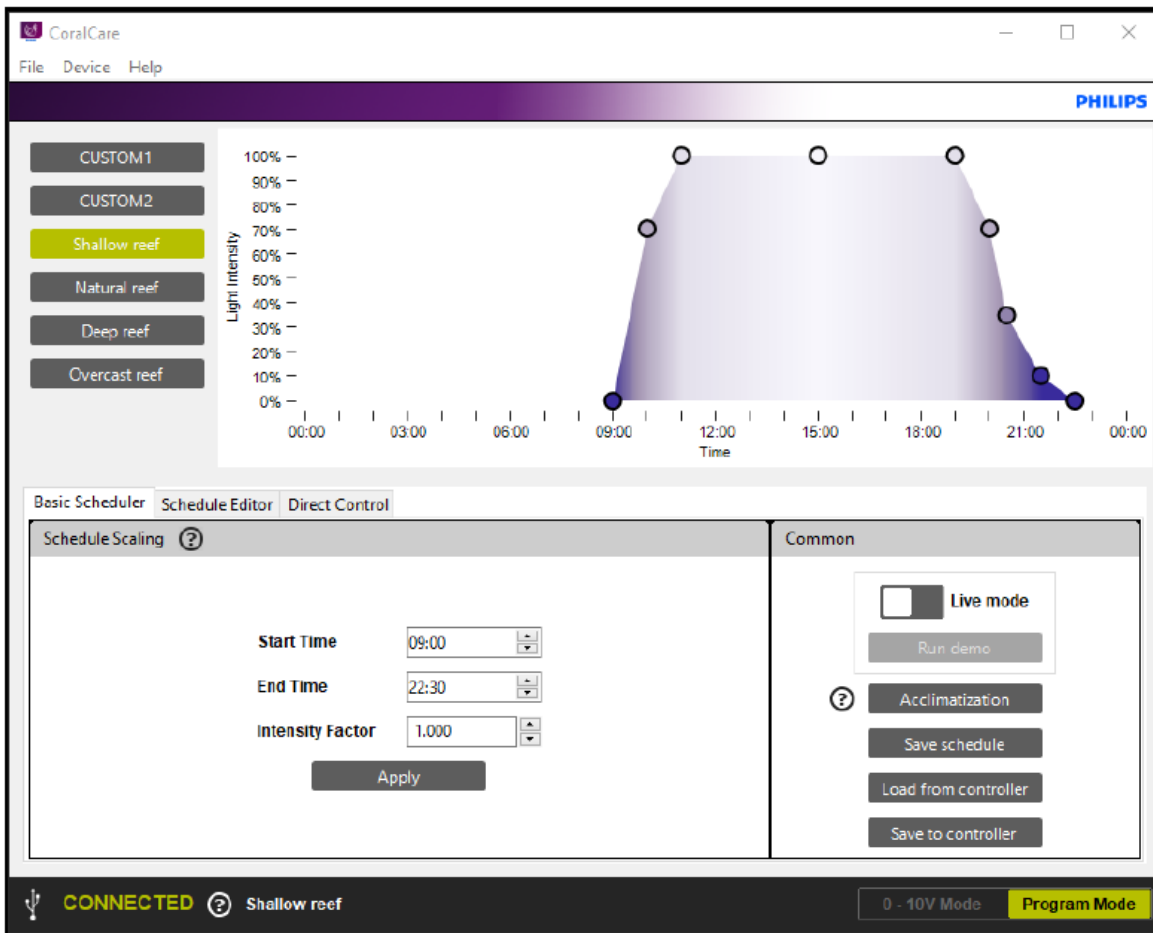 CoralCare
File Device Help
PHILIPS
CUSTOM1
CUSTOM2
Shallow reef
Natural reef
Deep reef
Overcast reef
Light Intensity
100%
90%
80%
70%
60%
50%
40%
30%
20%
10%
0%
00:00 03:00 06:00 09:00 12:00 15:00 18:00 21:00 00:00
Time
Basic Scheduler Schedule Editor Direct Control
Schedule Scaling ?
Start Time 09:00
End Time 22:30
Intensity Factor 1.000
Apply
Common
Live mode
Run demo
? Acclimatization
Save schedule
Load from controller
Save to controller
CONNECTED ? Shallow reef 0 - 10V Mode Program Mode